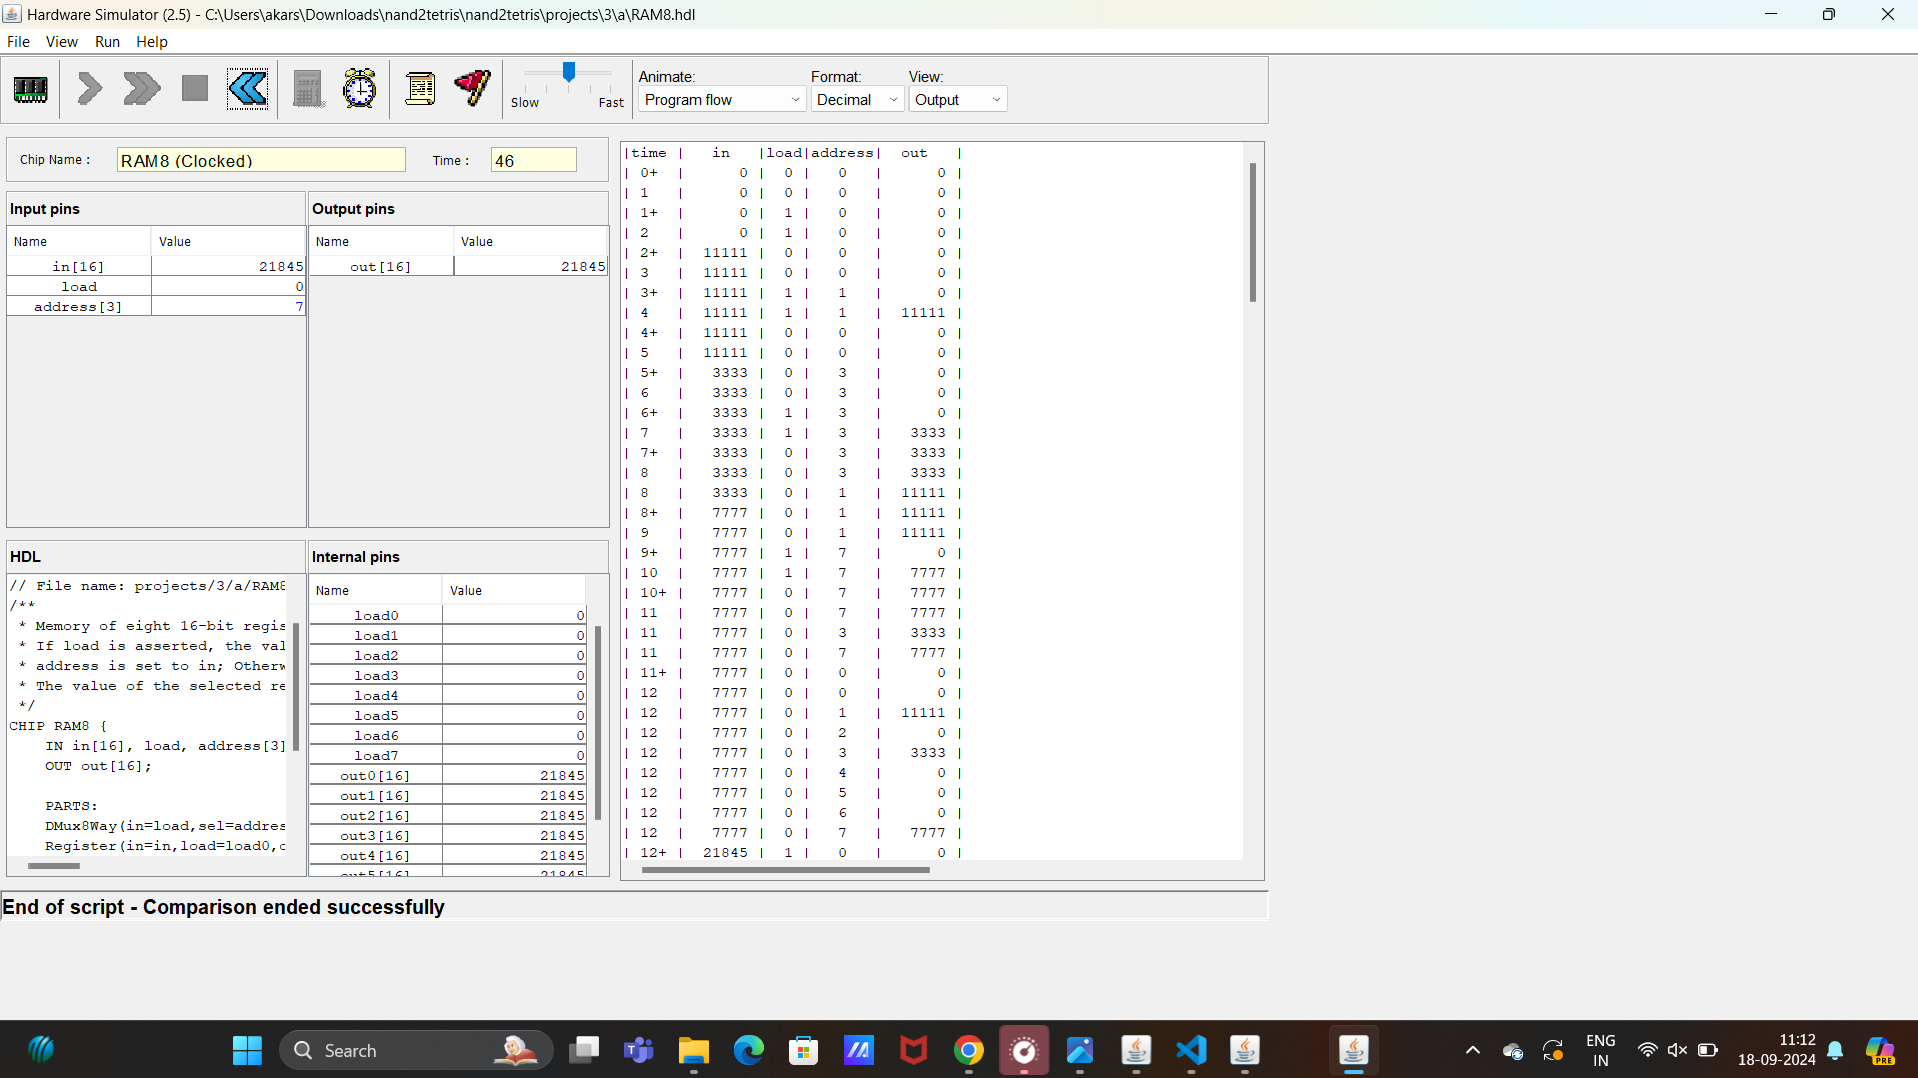 Hardware Simulator (2.5) - C:\Users\akars\Downloads\nand2tetris\nand2tetris\projects\3\a\RAM8.hdl
File View Run Help
Slow Fast
Animate: Format: View:
Program flow Decimal Output
Chip Name : RAM8 (Clocked) Time : 46
Input pins
Name Value
in[16] 21845
load 0
address[3] 7
Output pins
Name Value
out[16] 21845
HDL
// File name: projects/3/a/RAM8
/**
* Memory of eight 16-bit regis
* If load is asserted, the val
* address is set to in; Otherw
* The value of the selected re
*/
CHIP RAM8 {
IN in[16], load, address[3]
OUT out[16];
PARTS:
DMux8Way(in=load,sel=addres
Register(in=in,load=load0,o
Internal pins
Name Value
load0 0
load1 0
load2 0
load3 0
load4 0
load5 0
load6 0
load7 0
out0[16] 21845
out1[16] 21845
out2[16] 21845
out3[16] 21845
out4[16] 21845
out5[16] 21845
|time | in |load|address| out |
| 0+ | 0 | 0 | 0 | 0 |
| 1 | 0 | 0 | 0 | 0 |
| 1+ | 0 | 1 | 0 | 0 |
| 2 | 0 | 1 | 0 | 0 |
| 2+ | 11111 | 0 | 0 | 0 |
| 3 | 11111 | 0 | 0 | 0 |
| 3+ | 11111 | 1 | 1 | 0 |
| 4 | 11111 | 1 | 1 | 11111 |
| 4+ | 11111 | 0 | 0 | 0 |
| 5 | 11111 | 0 | 0 | 0 |
| 5+ | 3333 | 0 | 3 | 0 |
| 6 | 3333 | 0 | 3 | 0 |
| 6+ | 3333 | 1 | 3 | 0 |
| 7 | 3333 | 1 | 3 | 3333 |
| 7+ | 3333 | 0 | 3 | 3333 |
| 8 | 3333 | 0 | 3 | 3333 |
| 8 | 3333 | 0 | 1 | 11111 |
| 8+ | 7777 | 0 | 1 | 11111 |
| 9 | 7777 | 0 | 1 | 11111 |
| 9+ | 7777 | 1 | 7 | 0 |
| 10 | 7777 | 1 | 7 | 7777 |
| 10+ | 7777 | 0 | 7 | 7777 |
| 11 | 7777 | 0 | 7 | 7777 |
| 11 | 7777 | 0 | 3 | 3333 |
| 11 | 7777 | 0 | 7 | 7777 |
| 11+ | 7777 | 0 | 0 | 0 |
| 12 | 7777 | 0 | 0 | 0 |
| 12 | 7777 | 0 | 1 | 11111 |
| 12 | 7777 | 0 | 2 | 0 |
| 12 | 7777 | 0 | 3 | 3333 |
| 12 | 7777 | 0 | 4 | 0 |
| 12 | 7777 | 0 | 5 | 0 |
| 12 | 7777 | 0 | 6 | 0 |
| 12 | 7777 | 0 | 7 | 7777 |
| 12+ | 21845 | 1 | 0 | 0 |
End of script - Comparison ended successfully
Search
ENG
IN
11:12
18-09-2024
PRE